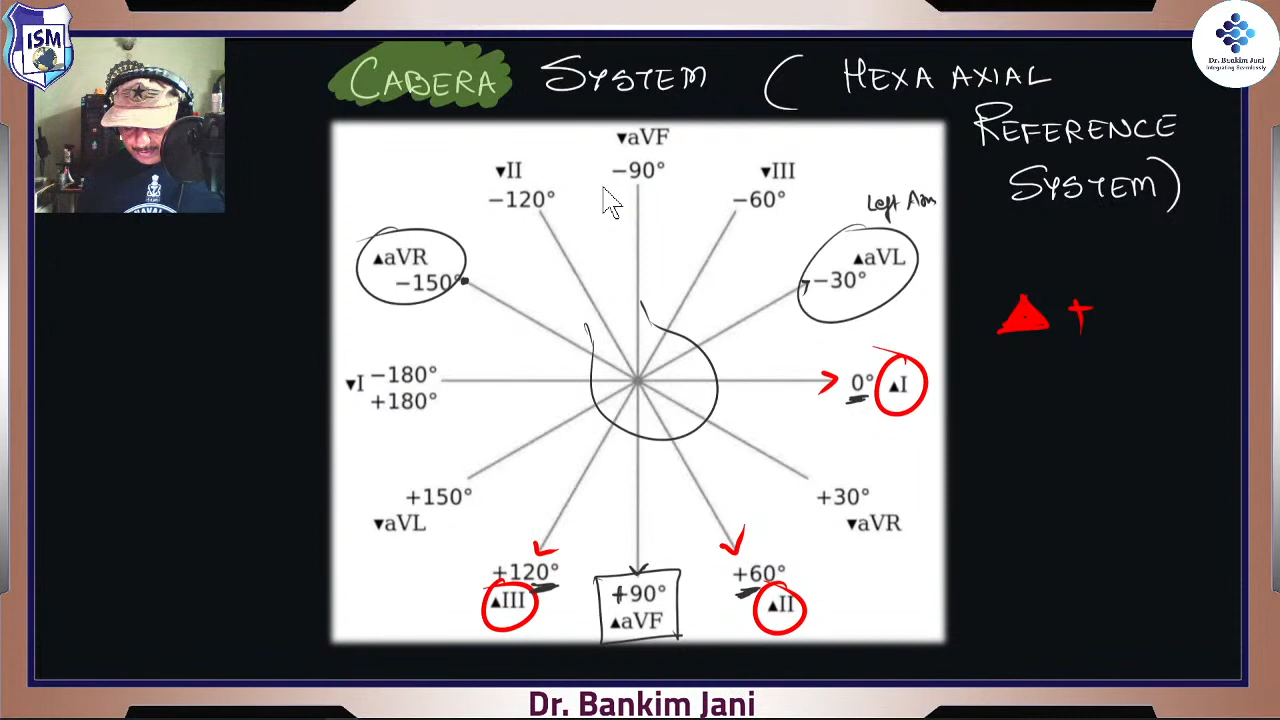 ISM
CABERA SYSTEM ( HEXA AXIAL
REFERENCE
SYSTEM)
Dr. Bankim Jani
Integrating Seamlessly
▼aVF
−90°
▼II
−120°
▼III
−60°
Left Arm
▲aVR
−150°
▲aVL
−30°
▼I −180°
+180°
0° ▲I
▲ +
+150°
▼aVL
+30°
▼aVR
+120°
▲III
+90°
▲aVF
+60°
▲II
Dr. Bankim Jani